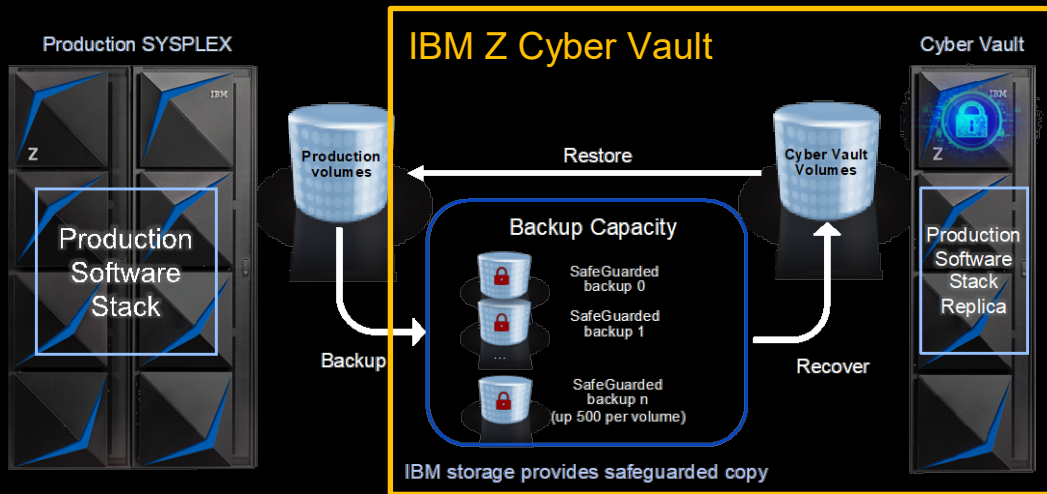 Production SYSPLEX
IBM Z Cyber Vault
Cyber Vault
IBM
Z
Production
Software
Stack
Production
volumes
Restore
Cyber Vault
Volumes
IBM
Z
Production
Software
Stack
Replica
Backup Capacity
SafeGuarded
backup 0
SafeGuarded
backup 1
...
SafeGuarded
backup n
(up 500 per volume)
Backup
Recover
IBM storage provides safeguarded copy